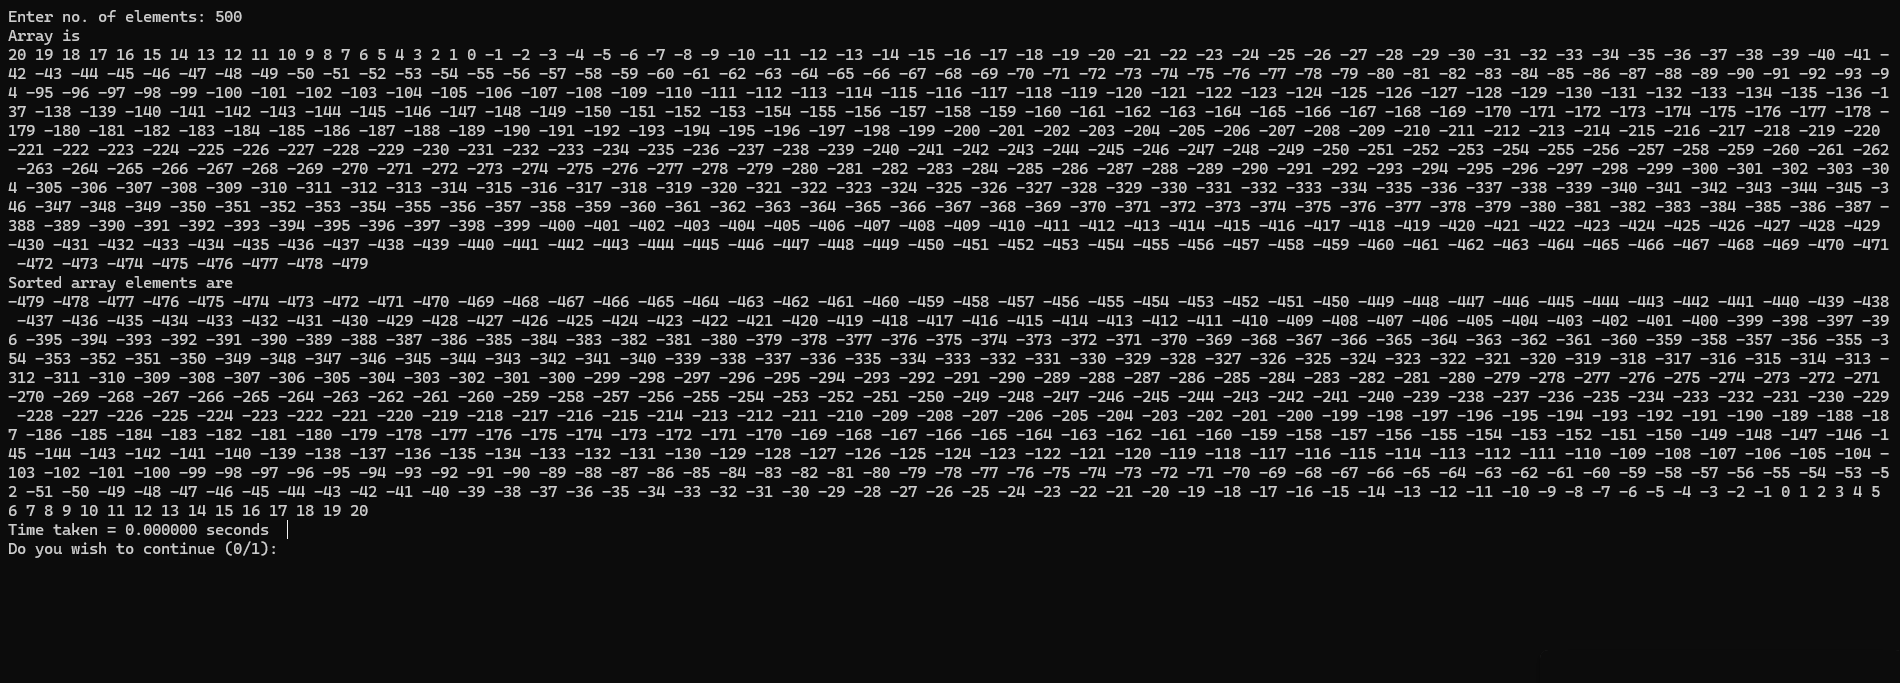 Enter no. of elements: 500
Array is
20 19 18 17 16 15 14 13 12 11 10 9 8 7 6 5 4 3 2 1 0 -1 -2 -3 -4 -5 -6 -7 -8 -9 -10 -11 -12 -13 -14 -15 -16 -17 -18 -19 -20 -21 -22 -23 -24 -25 -26 -27 -28 -29 -30 -31 -32 -33 -34 -35 -36 -37 -38 -39 -40 -41 -
42 -43 -44 -45 -46 -47 -48 -49 -50 -51 -52 -53 -54 -55 -56 -57 -58 -59 -60 -61 -62 -63 -64 -65 -66 -67 -68 -69 -70 -71 -72 -73 -74 -75 -76 -77 -78 -79 -80 -81 -82 -83 -84 -85 -86 -87 -88 -89 -90 -91 -92 -93 -9
4 -95 -96 -97 -98 -99 -100 -101 -102 -103 -104 -105 -106 -107 -108 -109 -110 -111 -112 -113 -114 -115 -116 -117 -118 -119 -120 -121 -122 -123 -124 -125 -126 -127 -128 -129 -130 -131 -132 -133 -134 -135 -136 -1
37 -138 -139 -140 -141 -142 -143 -144 -145 -146 -147 -148 -149 -150 -151 -152 -153 -154 -155 -156 -157 -158 -159 -160 -161 -162 -163 -164 -165 -166 -167 -168 -169 -170 -171 -172 -173 -174 -175 -176 -177 -178 -
179 -180 -181 -182 -183 -184 -185 -186 -187 -188 -189 -190 -191 -192 -193 -194 -195 -196 -197 -198 -199 -200 -201 -202 -203 -204 -205 -206 -207 -208 -209 -210 -211 -212 -213 -214 -215 -216 -217 -218 -219 -220
-221 -222 -223 -224 -225 -226 -227 -228 -229 -230 -231 -232 -233 -234 -235 -236 -237 -238 -239 -240 -241 -242 -243 -244 -245 -246 -247 -248 -249 -250 -251 -252 -253 -254 -255 -256 -257 -258 -259 -260 -261 -262
-263 -264 -265 -266 -267 -268 -269 -270 -271 -272 -273 -274 -275 -276 -277 -278 -279 -280 -281 -282 -283 -284 -285 -286 -287 -288 -289 -290 -291 -292 -293 -294 -295 -296 -297 -298 -299 -300 -301 -302 -303 -30
4 -305 -306 -307 -308 -309 -310 -311 -312 -313 -314 -315 -316 -317 -318 -319 -320 -321 -322 -323 -324 -325 -326 -327 -328 -329 -330 -331 -332 -333 -334 -335 -336 -337 -338 -339 -340 -341 -342 -343 -344 -345 -3
46 -347 -348 -349 -350 -351 -352 -353 -354 -355 -356 -357 -358 -359 -360 -361 -362 -363 -364 -365 -366 -367 -368 -369 -370 -371 -372 -373 -374 -375 -376 -377 -378 -379 -380 -381 -382 -383 -384 -385 -386 -387 -
388 -389 -390 -391 -392 -393 -394 -395 -396 -397 -398 -399 -400 -401 -402 -403 -404 -405 -406 -407 -408 -409 -410 -411 -412 -413 -414 -415 -416 -417 -418 -419 -420 -421 -422 -423 -424 -425 -426 -427 -428 -429
-430 -431 -432 -433 -434 -435 -436 -437 -438 -439 -440 -441 -442 -443 -444 -445 -446 -447 -448 -449 -450 -451 -452 -453 -454 -455 -456 -457 -458 -459 -460 -461 -462 -463 -464 -465 -466 -467 -468 -469 -470 -471
-472 -473 -474 -475 -476 -477 -478 -479
Sorted array elements are
-479 -478 -477 -476 -475 -474 -473 -472 -471 -470 -469 -468 -467 -466 -465 -464 -463 -462 -461 -460 -459 -458 -457 -456 -455 -454 -453 -452 -451 -450 -449 -448 -447 -446 -445 -444 -443 -442 -441 -440 -439 -438
-437 -436 -435 -434 -433 -432 -431 -430 -429 -428 -427 -426 -425 -424 -423 -422 -421 -420 -419 -418 -417 -416 -415 -414 -413 -412 -411 -410 -409 -408 -407 -406 -405 -404 -403 -402 -401 -400 -399 -398 -397 -39
6 -395 -394 -393 -392 -391 -390 -389 -388 -387 -386 -385 -384 -383 -382 -381 -380 -379 -378 -377 -376 -375 -374 -373 -372 -371 -370 -369 -368 -367 -366 -365 -364 -363 -362 -361 -360 -359 -358 -357 -356 -355 -3
54 -353 -352 -351 -350 -349 -348 -347 -346 -345 -344 -343 -342 -341 -340 -339 -338 -337 -336 -335 -334 -333 -332 -331 -330 -329 -328 -327 -326 -325 -324 -323 -322 -321 -320 -319 -318 -317 -316 -315 -314 -313 -
312 -311 -310 -309 -308 -307 -306 -305 -304 -303 -302 -301 -300 -299 -298 -297 -296 -295 -294 -293 -292 -291 -290 -289 -288 -287 -286 -285 -284 -283 -282 -281 -280 -279 -278 -277 -276 -275 -274 -273 -272 -271
-270 -269 -268 -267 -266 -265 -264 -263 -262 -261 -260 -259 -258 -257 -256 -255 -254 -253 -252 -251 -250 -249 -248 -247 -246 -245 -244 -243 -242 -241 -240 -239 -238 -237 -236 -235 -234 -233 -232 -231 -230 -229
-228 -227 -226 -225 -224 -223 -222 -221 -220 -219 -218 -217 -216 -215 -214 -213 -212 -211 -210 -209 -208 -207 -206 -205 -204 -203 -202 -201 -200 -199 -198 -197 -196 -195 -194 -193 -192 -191 -190 -189 -188 -18
7 -186 -185 -184 -183 -182 -181 -180 -179 -178 -177 -176 -175 -174 -173 -172 -171 -170 -169 -168 -167 -166 -165 -164 -163 -162 -161 -160 -159 -158 -157 -156 -155 -154 -153 -152 -151 -150 -149 -148 -147 -146 -1
45 -144 -143 -142 -141 -140 -139 -138 -137 -136 -135 -134 -133 -132 -131 -130 -129 -128 -127 -126 -125 -124 -123 -122 -121 -120 -119 -118 -117 -116 -115 -114 -113 -112 -111 -110 -109 -108 -107 -106 -105 -104 -
103 -102 -101 -100 -99 -98 -97 -96 -95 -94 -93 -92 -91 -90 -89 -88 -87 -86 -85 -84 -83 -82 -81 -80 -79 -78 -77 -76 -75 -74 -73 -72 -71 -70 -69 -68 -67 -66 -65 -64 -63 -62 -61 -60 -59 -58 -57 -56 -55 -54 -53 -5
2 -51 -50 -49 -48 -47 -46 -45 -44 -43 -42 -41 -40 -39 -38 -37 -36 -35 -34 -33 -32 -31 -30 -29 -28 -27 -26 -25 -24 -23 -22 -21 -20 -19 -18 -17 -16 -15 -14 -13 -12 -11 -10 -9 -8 -7 -6 -5 -4 -3 -2 -1 0 1 2 3 4 5
6 7 8 9 10 11 12 13 14 15 16 17 18 19 20
Time taken = 0.000000 seconds
Do you wish to continue (0/1):